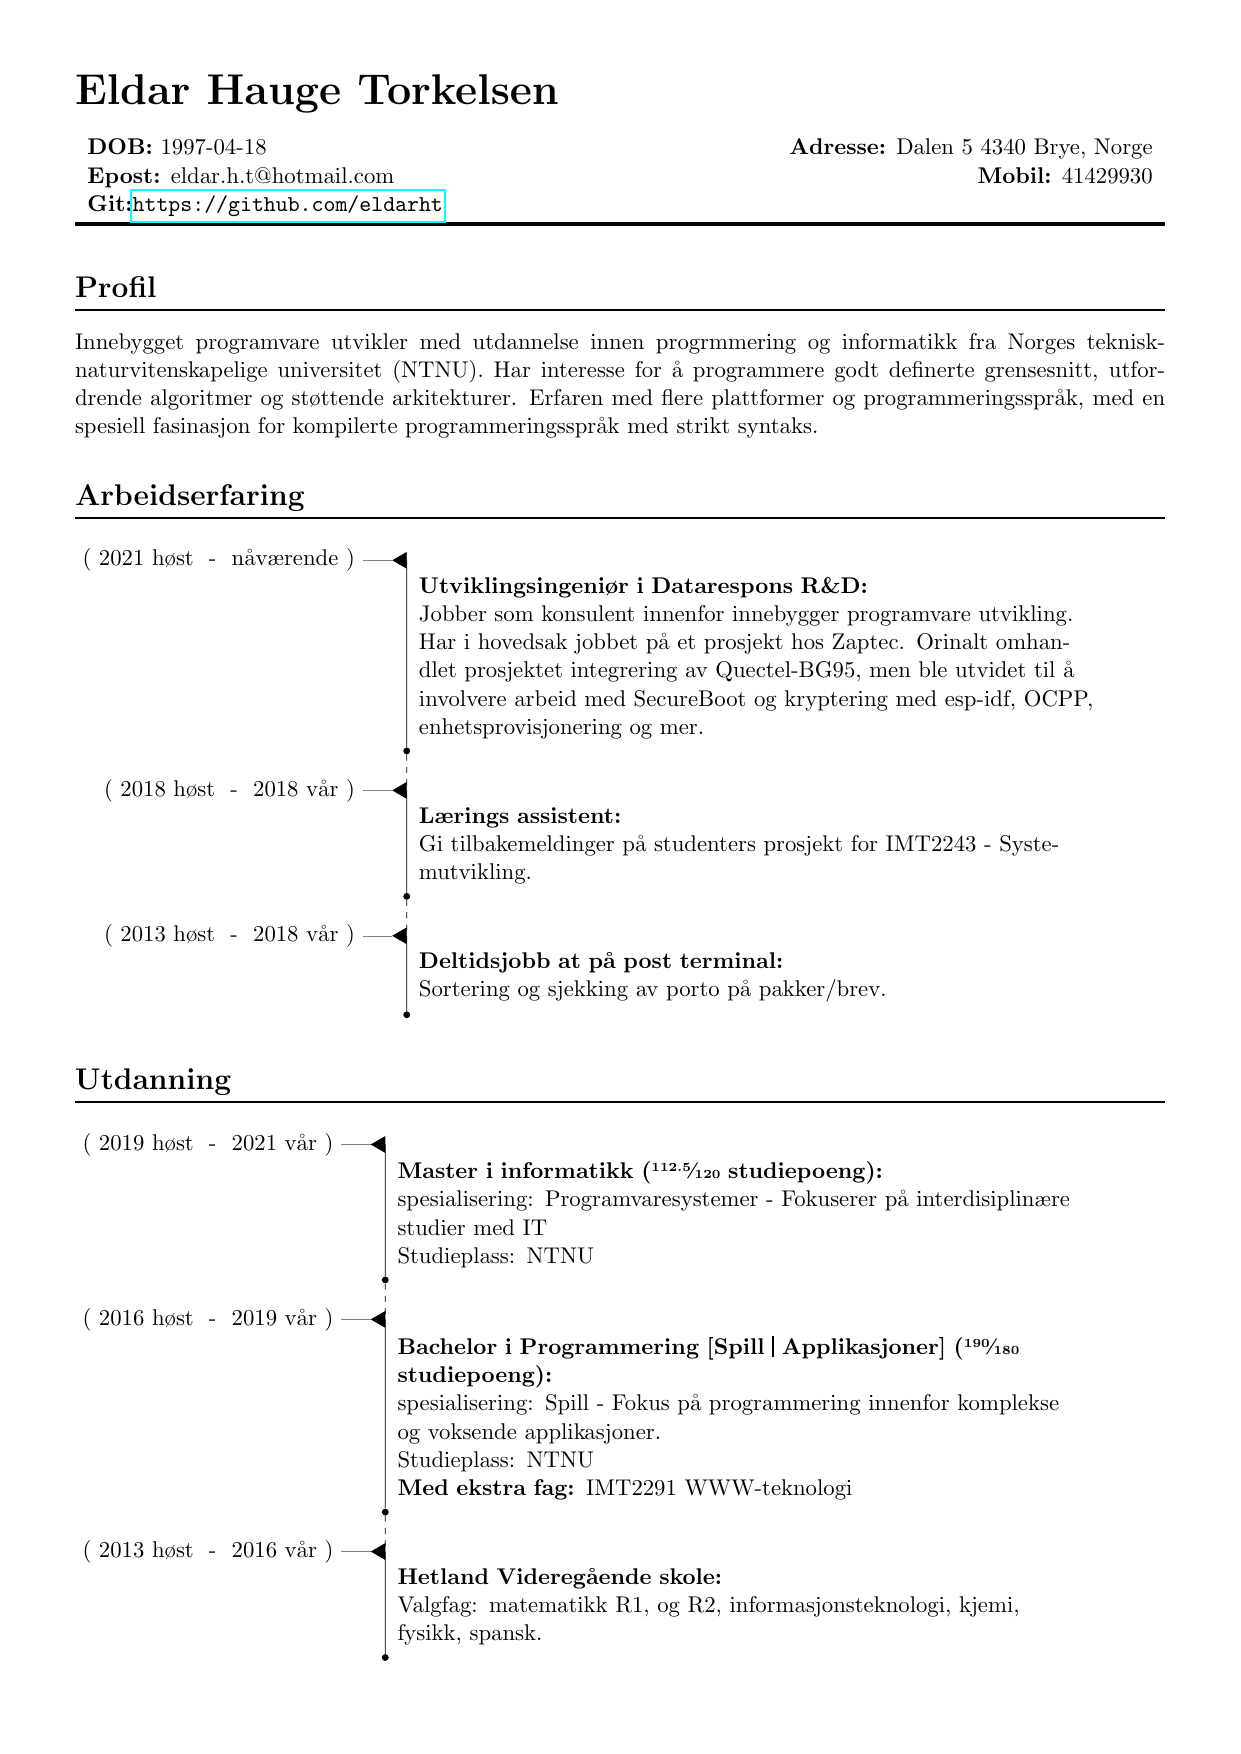 Eldar Hauge Torkelsen
DOB: 1997-04-18 Adresse: Dalen 5 4340 Brye, Norge
Epost: eldar.h.t@hotmail.com Mobil: 41429930
Git:https://github.com/eldarht
Profil
Innebygget programvare utvikler med utdannelse innen progrmmering og informatikk fra Norges teknisk-
naturvitenskapelige universitet (NTNU). Har interesse for å programmere godt definerte grensesnitt, utfor-
drende algoritmer og støttende arkitekturer. Erfaren med flere plattformer og programmeringsspråk, med en
spesiell fasinasjon for kompilerte programmeringsspråk med strikt syntaks.
Arbeidserfaring
( 2021 høst - nåværende )
Utviklingsingeniør i Datarespons R&D:
Jobber som konsulent innenfor innebygger programvare utvikling.
Har i hovedsak jobbet på et prosjekt hos Zaptec. Orinalt omhan-
dlet prosjektet integrering av Quectel-BG95, men ble utvidet til å
involvere arbeid med SecureBoot og kryptering med esp-idf, OCPP,
enhetsprovisjonering og mer.
( 2018 høst - 2018 vår )
Lærings assistent:
Gi tilbakemeldinger på studenters prosjekt for IMT2243 - Syste-
mutvikling.
( 2013 høst - 2018 vår )
Deltidsjobb at på post terminal:
Sortering og sjekking av porto på pakker/brev.
Utdanning
( 2019 høst - 2021 vår )
Master i informatikk (112.5/120 studiepoeng):
spesialisering: Programvaresystemer - Fokuserer på interdisiplinære
studier med IT
Studieplass: NTNU
( 2016 høst - 2019 vår )
Bachelor i Programmering [Spill | Applikasjoner] (190/180
studiepoeng):
spesialisering: Spill - Fokus på programmering innenfor komplekse
og voksende applikasjoner.
Studieplass: NTNU
Med ekstra fag: IMT2291 WWW-teknologi
( 2013 høst - 2016 vår )
Hetland Videregående skole:
Valgfag: matematikk R1, og R2, informasjonsteknologi, kjemi,
fysikk, spansk.